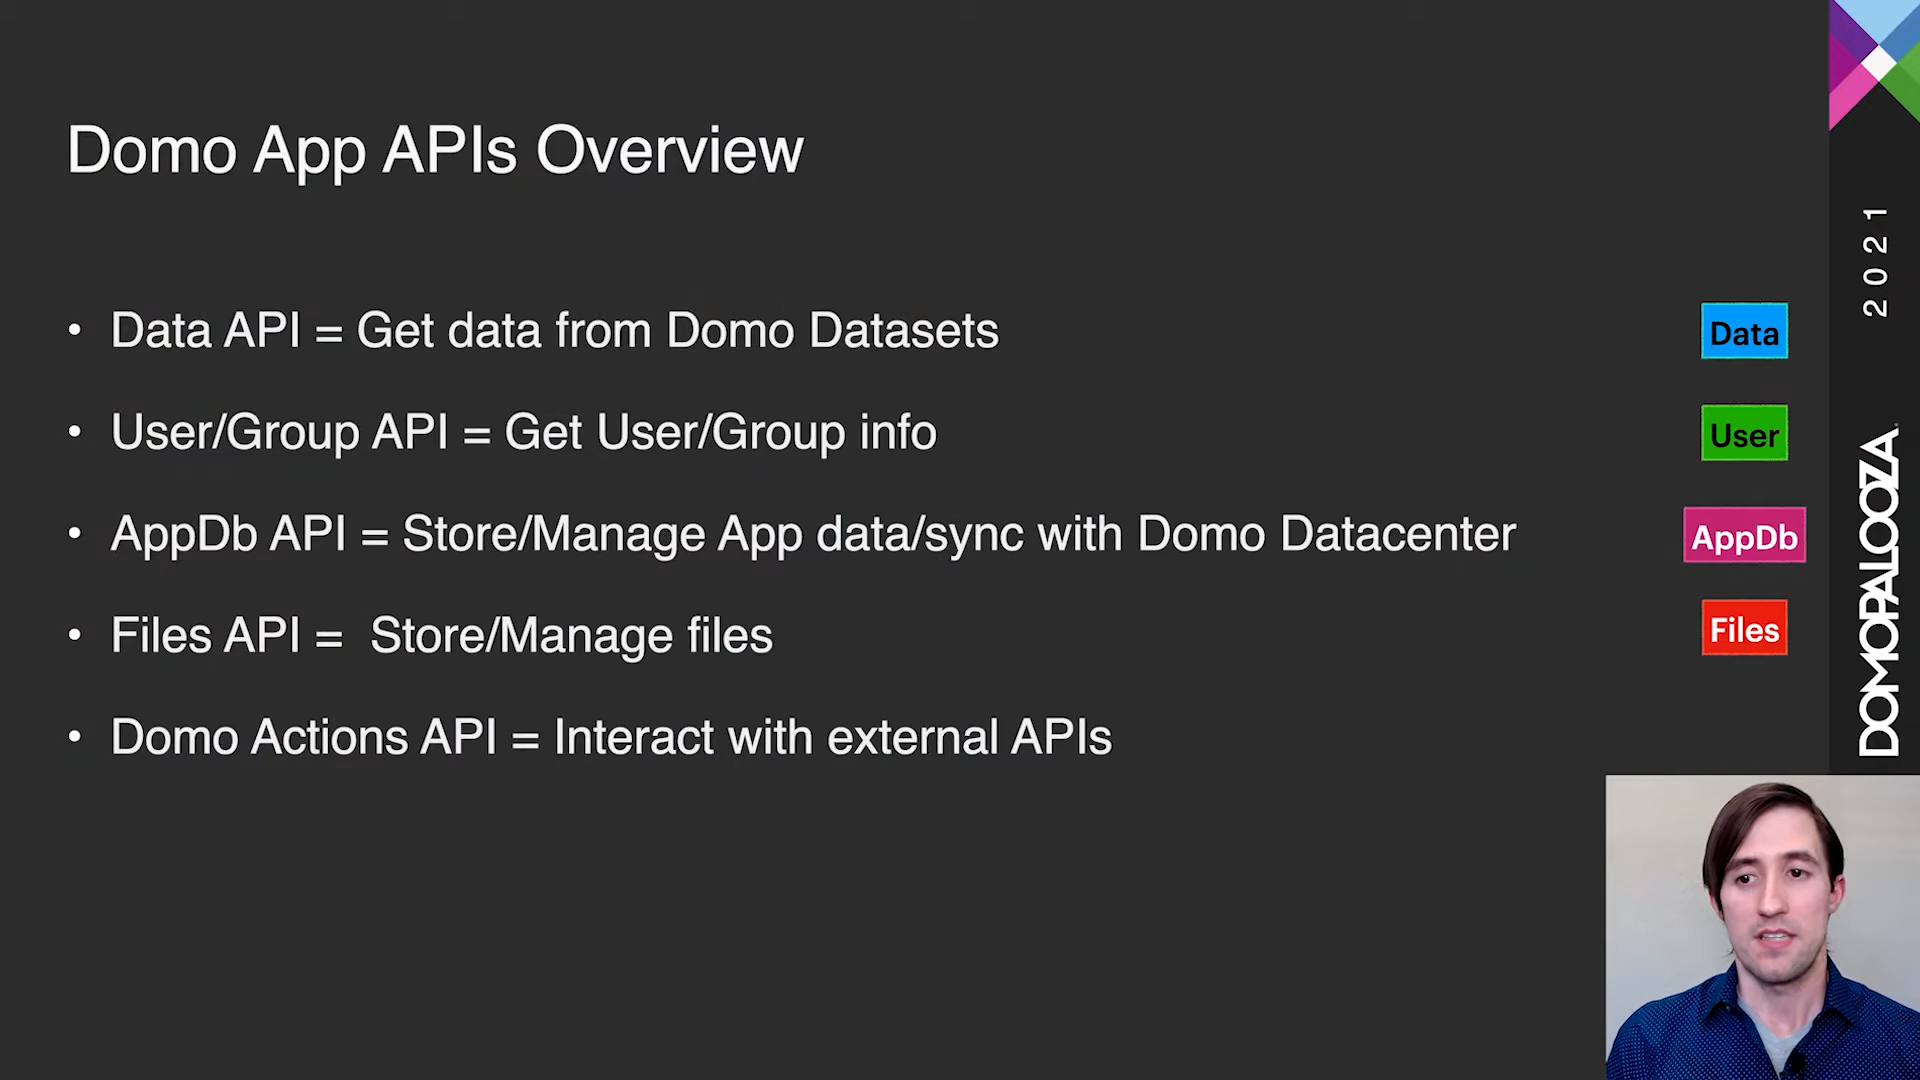 Domo App APIs Overview
• Data API = Get data from Domo Datasets
Data
• User/Group API = Get User/Group info
User
• AppDb API = Store/Manage App data/sync with Domo Datacenter
AppDb
• Files API =  Store/Manage files
Files
• Domo Actions API = Interact with external APIs
DOMOPALOOZA 2021